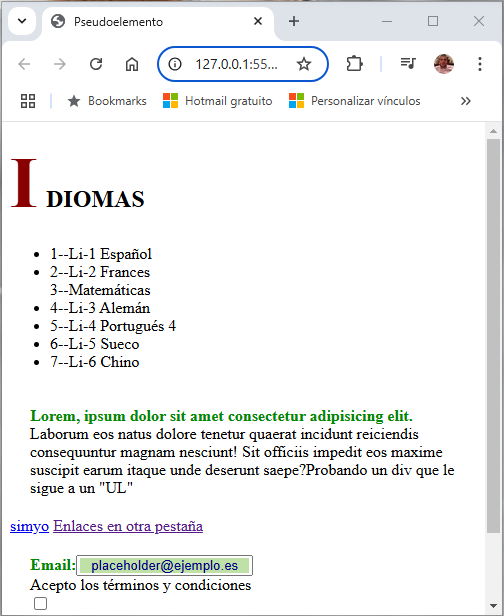 Pseudoelemento
127.0.0.1:55...
Bookmarks Hotmail gratuito Personalizar vínculos
I DIOMAS
1--Li-1 Español
2--Li-2 Frances
3--Matemáticas
4--Li-3 Alemán
5--Li-4 Portugués 4
6--Li-5 Sueco
7--Li-6 Chino
Lorem, ipsum dolor sit amet consectetur adipisicing elit.
Laborum eos natus dolore tenetur quaerat incidunt reiciendis
consequuntur magnam nesciunt! Sit officiis impedit eos maxime
suscipit earum itaque unde deserunt saepe?Probando un div que le
sigue a un "UL"
simyo Enlaces en otra pestaña
Email: placeholder@ejemplo.es
Acepto los términos y condiciones